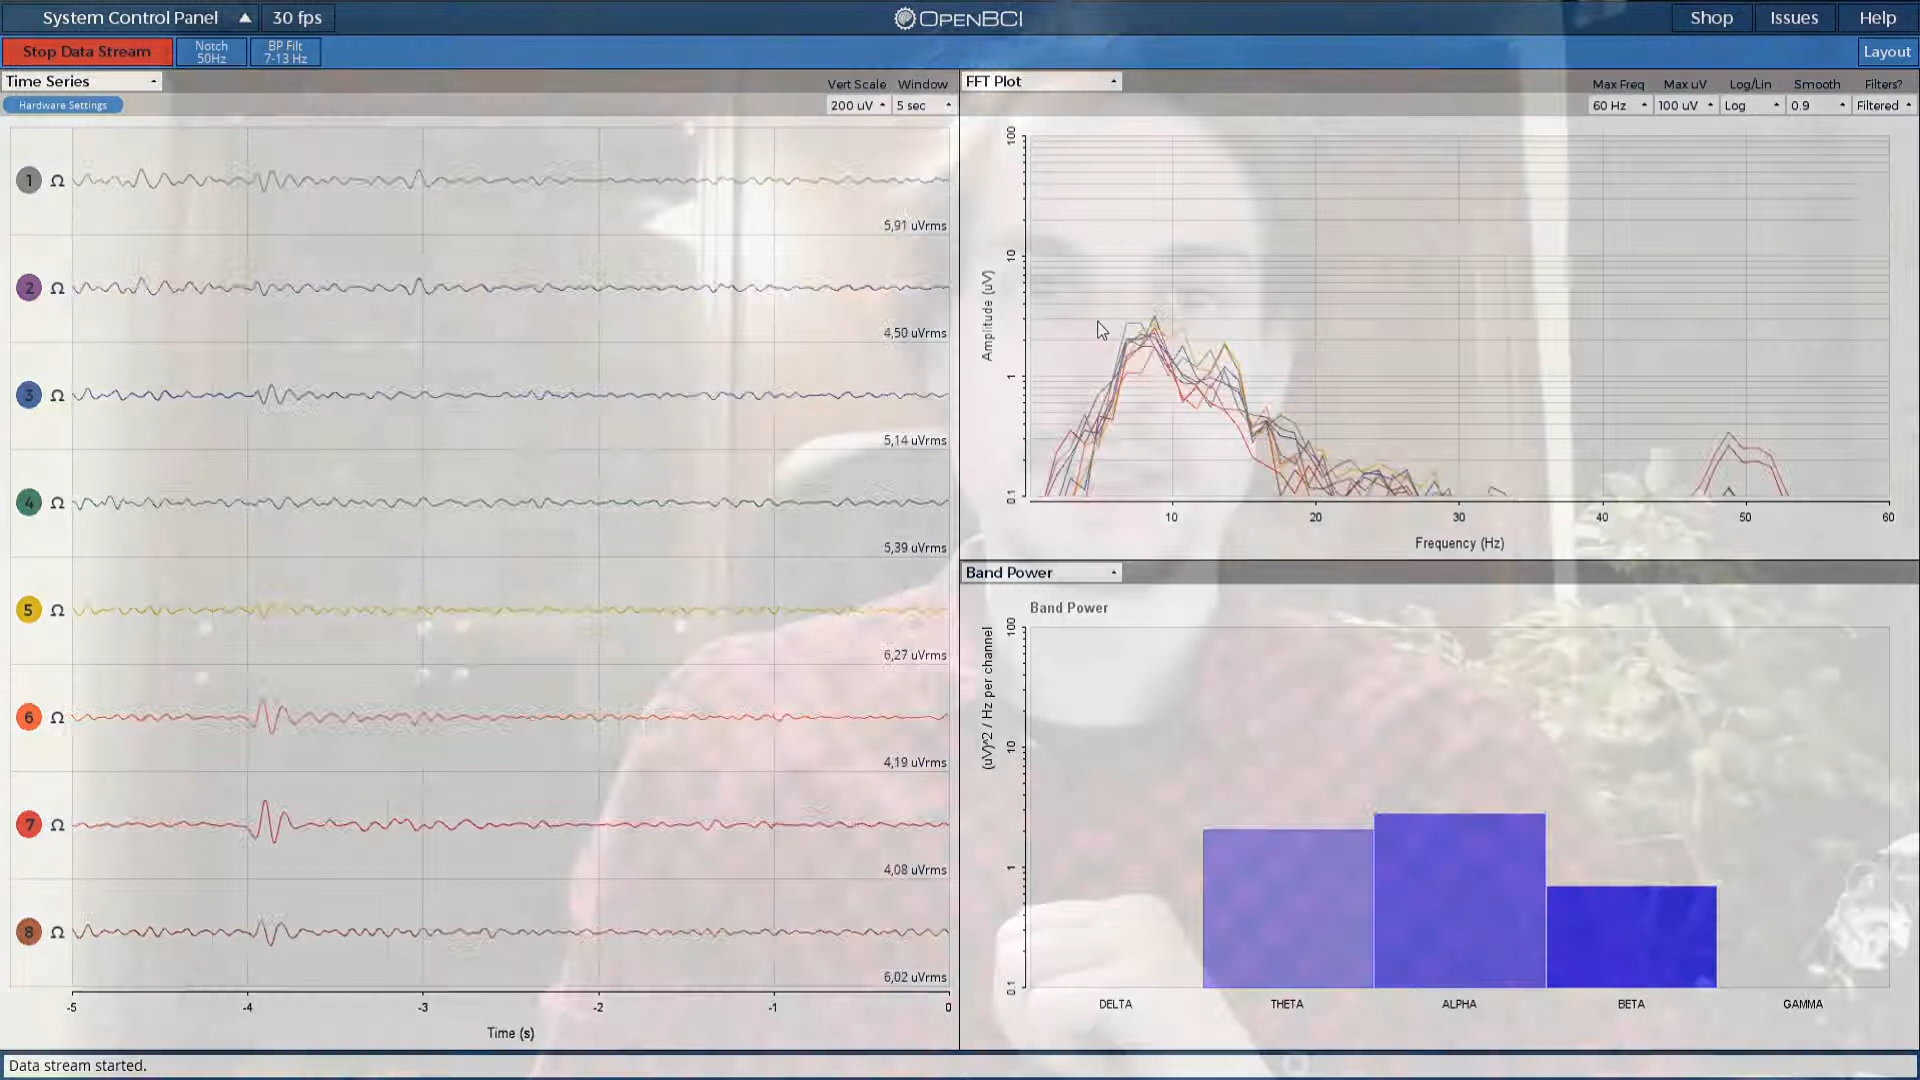 System Control Panel
30 fps
OPENBCI
Shop
Issues
Help
Stop Data Stream
Notch
50Hz
BP Filt
7-13 Hz
Layout
Time Series
Vert Scale
Window
Hardware Settings
200 uV
5 sec
1 Ω
5,91 uVrms
2 Ω
4,50 uVrms
3 Ω
5,14 uVrms
4 Ω
5,39 uVrms
5 Ω
6,27 uVrms
6 Ω
4,19 uVrms
7 Ω
4,08 uVrms
8 Ω
6,02 uVrms
-5 -4 -3 -2 -1 0
Time (s)
FFT Plot
Max Freq
Max uV
Log/Lin
Smooth
Filters?
60 Hz
100 uV
Log
0.9
Filtered
Amplitude (uV)
100
10
1
0.1
10 20 30 40 50 60
Frequency (Hz)
Band Power
Band Power
(uV)^2 / Hz per channel
100
10
1
0.1
DELTA
THETA
ALPHA
BETA
GAMMA
Data stream started.